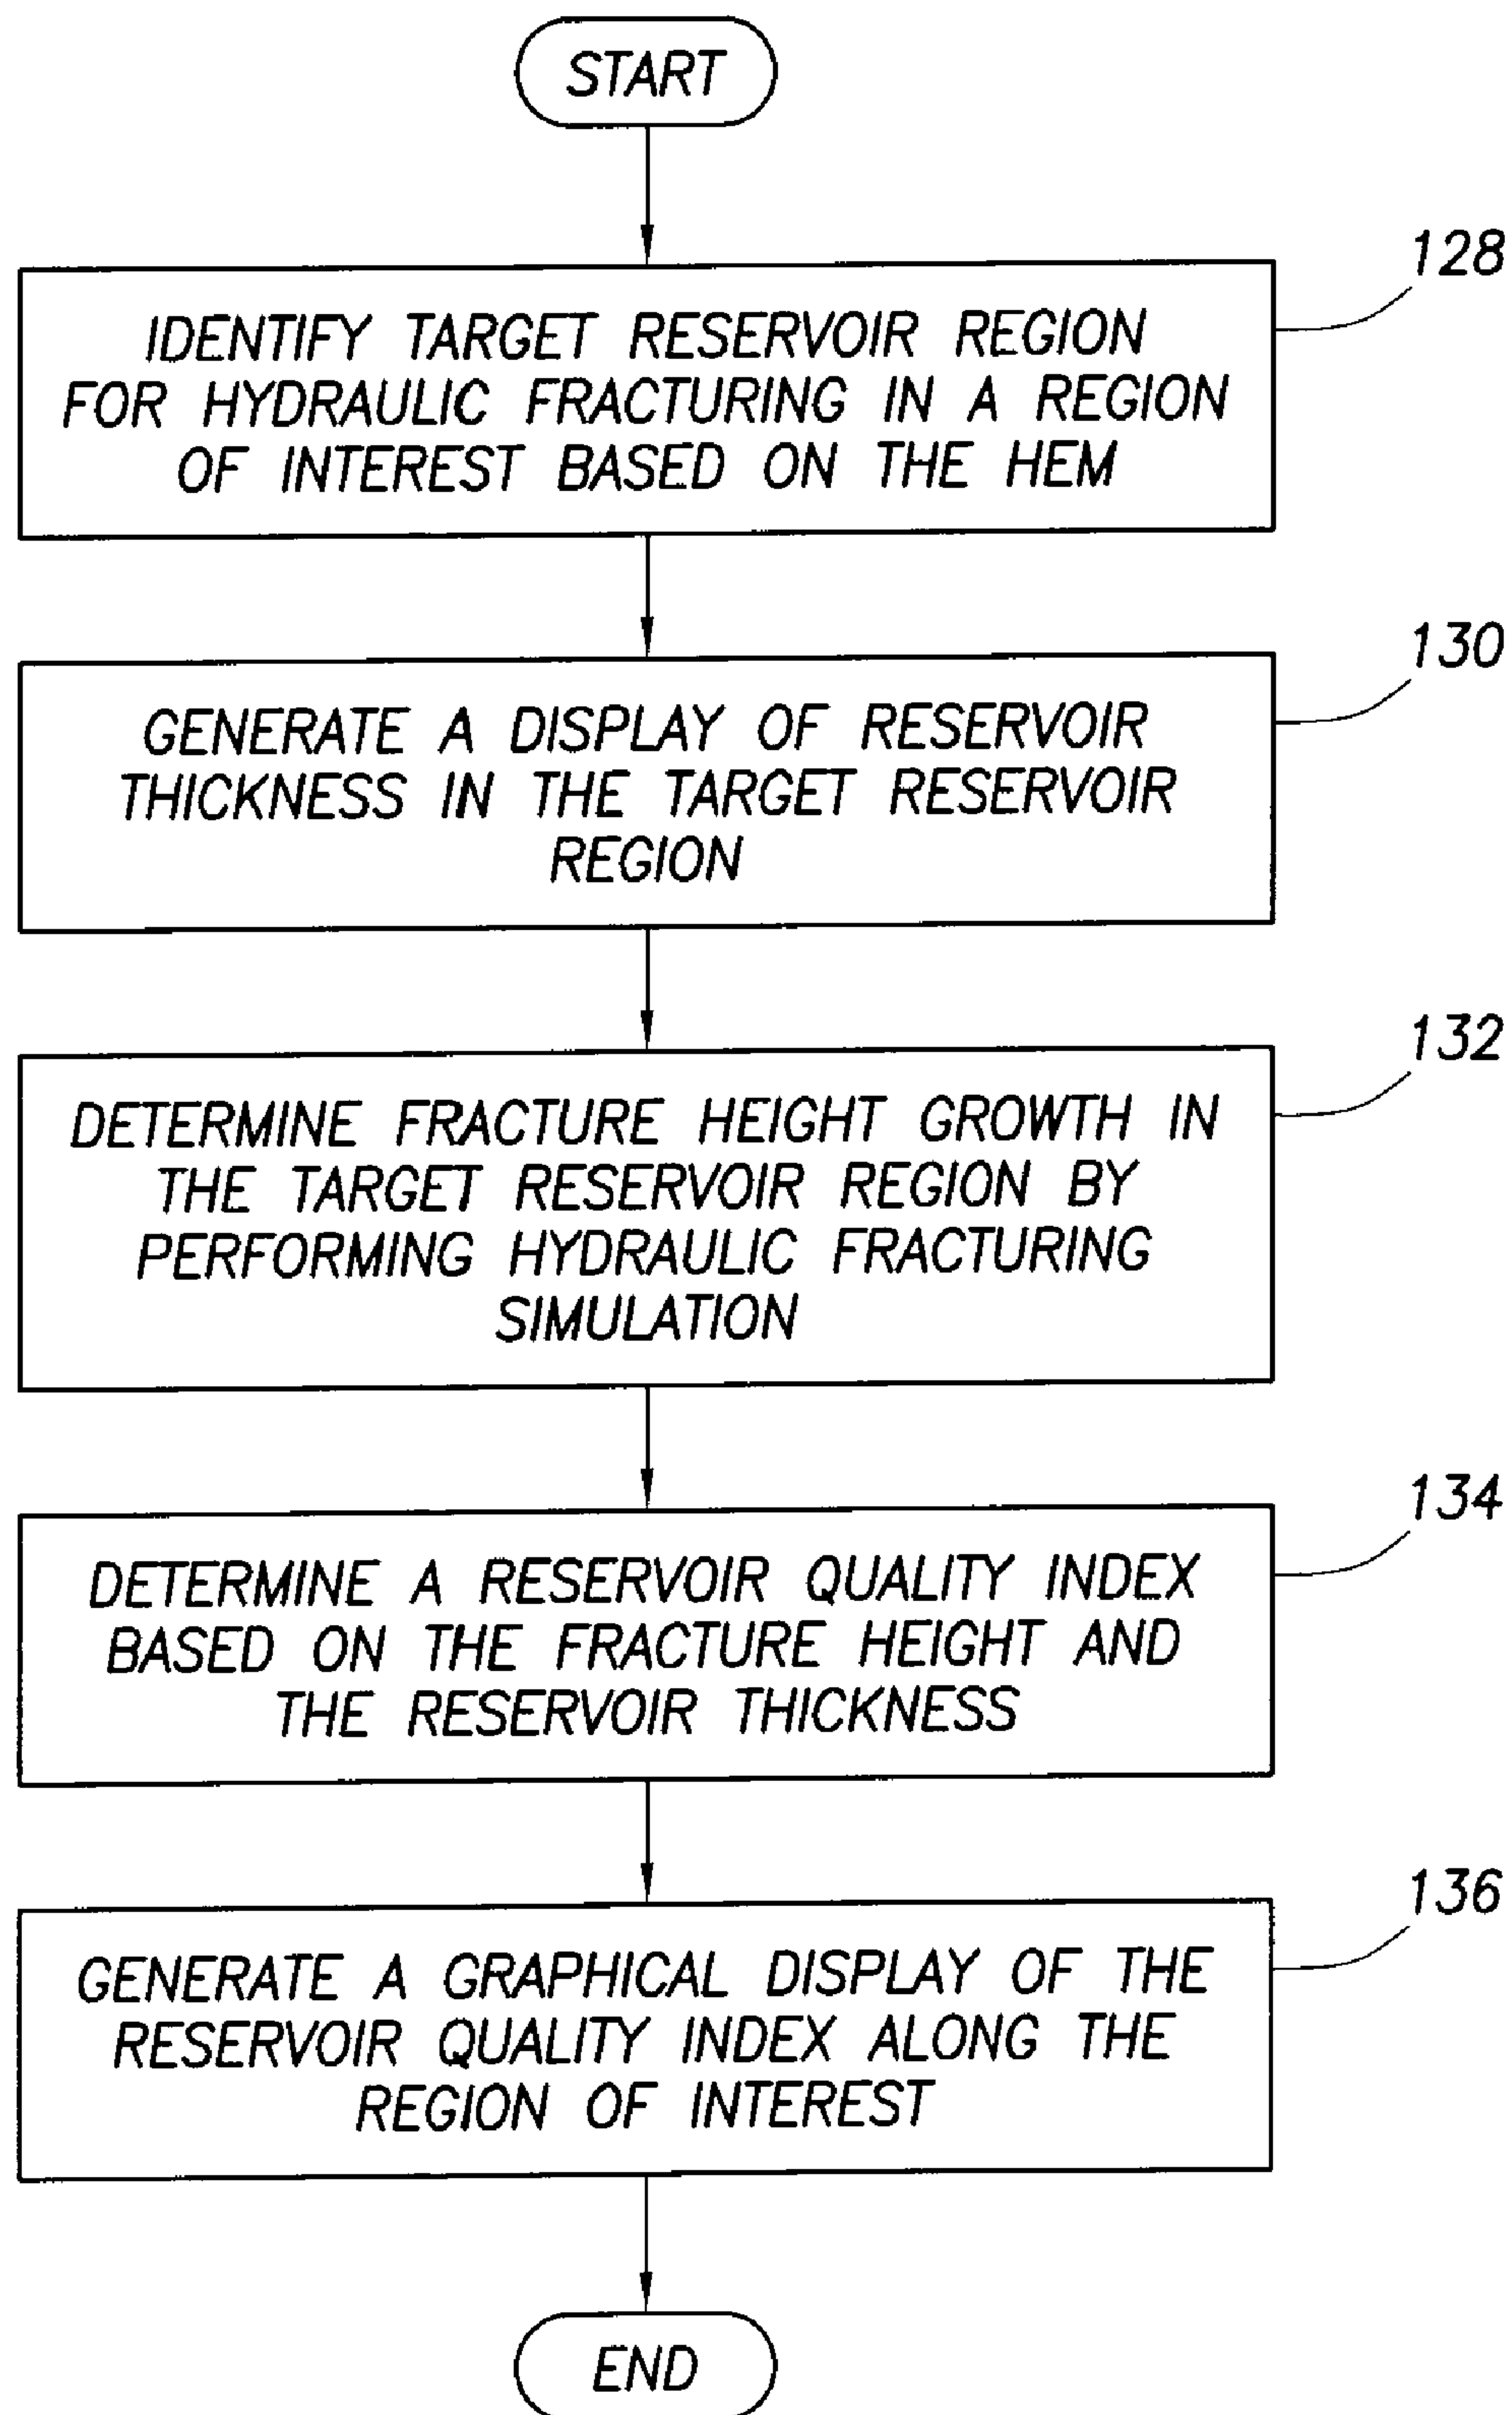 START
128
IDENTIFY TARGET RESERVOIR REGION
FOR HYDRAULIC FRACTURING IN A REGION
OF INTEREST BASED ON THE HEM
130
GENERATE A DISPLAY OF RESERVOIR
THICKNESS IN THE TARGET RESERVOIR
REGION
132
DETERMINE FRACTURE HEIGHT GROWTH IN
THE TARGET RESERVOIR REGION BY
PERFORMING HYDRAULIC FRACTURING
SIMULATION
134
DETERMINE A RESERVOIR QUALITY INDEX
BASED ON THE FRACTURE HEIGHT AND
THE RESERVOIR THICKNESS
136
GENERATE A GRAPHICAL DISPLAY OF THE
RESERVOIR QUALITY INDEX ALONG THE
REGION OF INTEREST
END